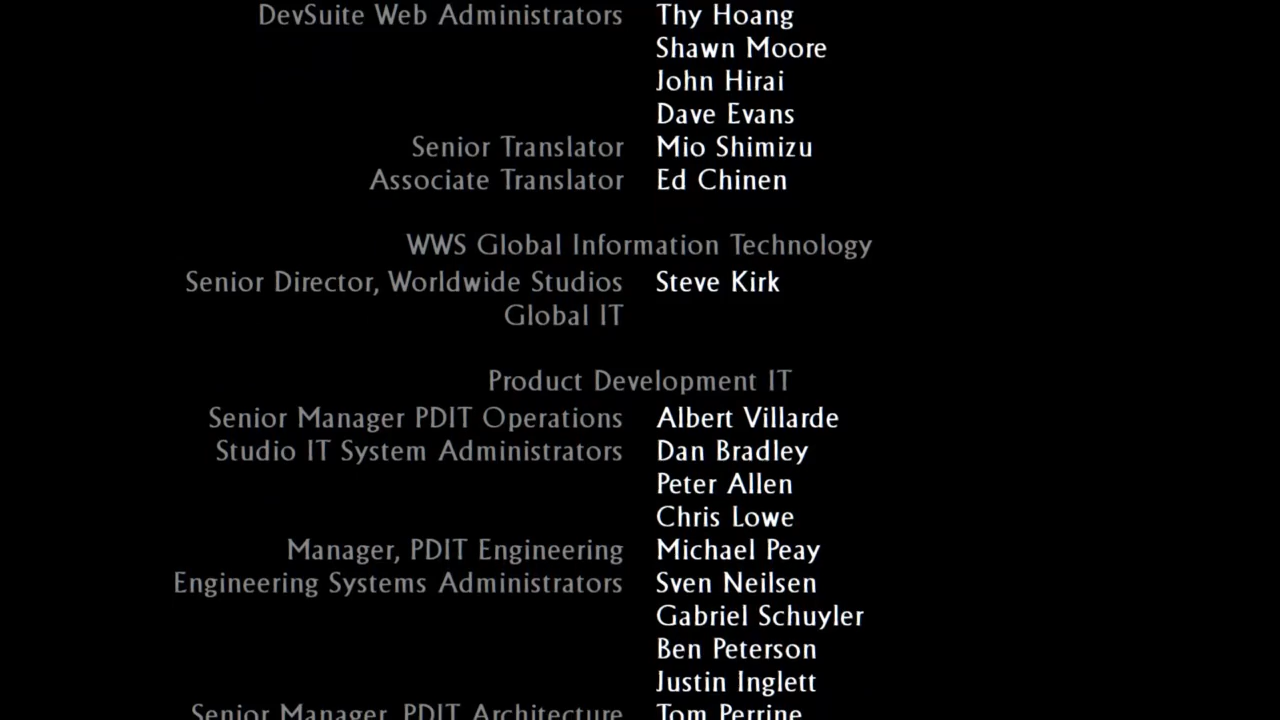 DevSuite Web Administrators Thy Hoang
Shawn Moore
John Hirai
Dave Evans
Senior Translator Mio Shimizu
Associate Translator Ed Chinen
WWS Global Information Technology
Senior Director, Worldwide Studios Steve Kirk
Global IT
Product Development IT
Senior Manager PDIT Operations Albert Villarde
Studio IT System Administrators Dan Bradley
Peter Allen
Chris Lowe
Manager, PDIT Engineering Michael Peay
Engineering Systems Administrators Sven Neilsen
Gabriel Schuyler
Ben Peterson
Justin Inglett
Senior Manager, PDIT Architecture Tom Perrine